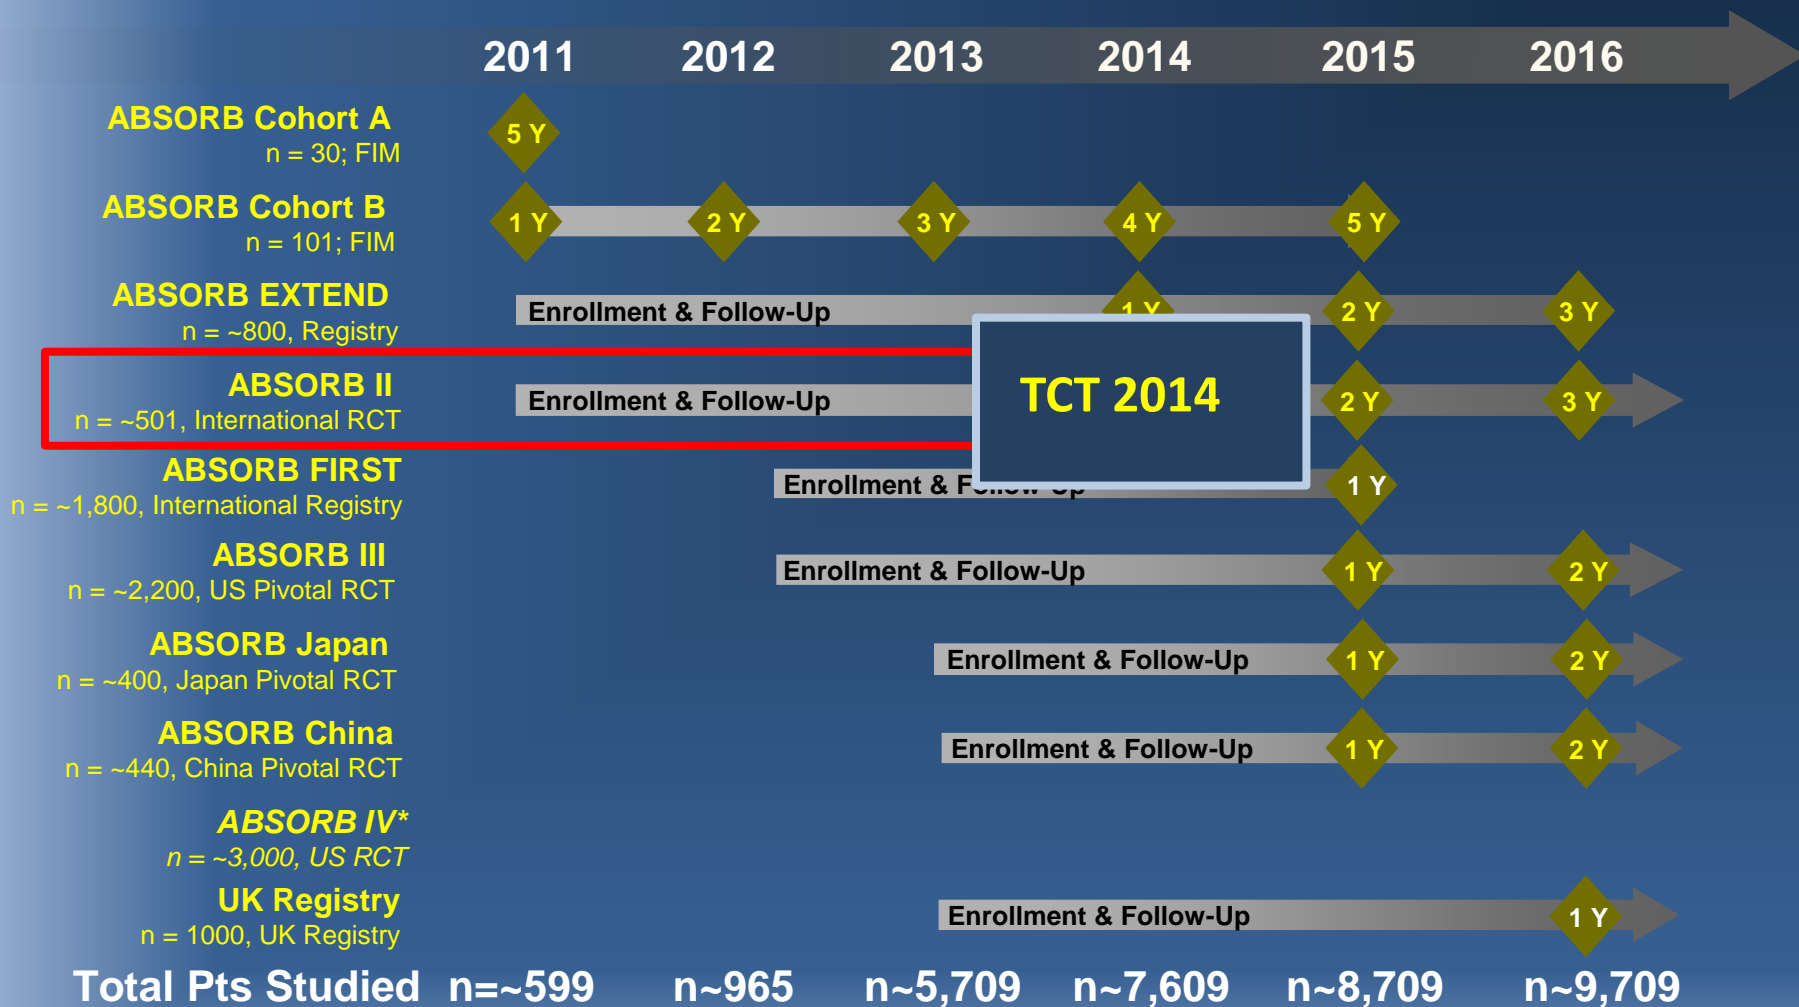 2011 2012 2013 2014 2015 2016
ABSORB Cohort A
n = 30; FIM
5 Y
ABSORB Cohort B
n = 101; FIM
1 Y 2 Y 3 Y 4 Y 5 Y
ABSORB EXTEND
n = ~800, Registry
Enrollment & Follow-Up 1 Y 2 Y 3 Y
ABSORB II
n = ~501, International RCT
Enrollment & Follow-Up TCT 2014 2 Y 3 Y
ABSORB FIRST
n = ~1,800, International Registry
Enrollment & Follow-Up 1 Y
ABSORB III
n = ~2,200, US Pivotal RCT
Enrollment & Follow-Up 1 Y 2 Y
ABSORB Japan
n = ~400, Japan Pivotal RCT
Enrollment & Follow-Up 1 Y 2 Y
ABSORB China
n = ~440, China Pivotal RCT
Enrollment & Follow-Up 1 Y 2 Y
ABSORB IV*
n = ~3,000, US RCT
UK Registry
n = 1000, UK Registry
Enrollment & Follow-Up 1 Y
Total Pts Studied n=~599 n~965 n~5,709 n~7,609 n~8,709 n~9,709